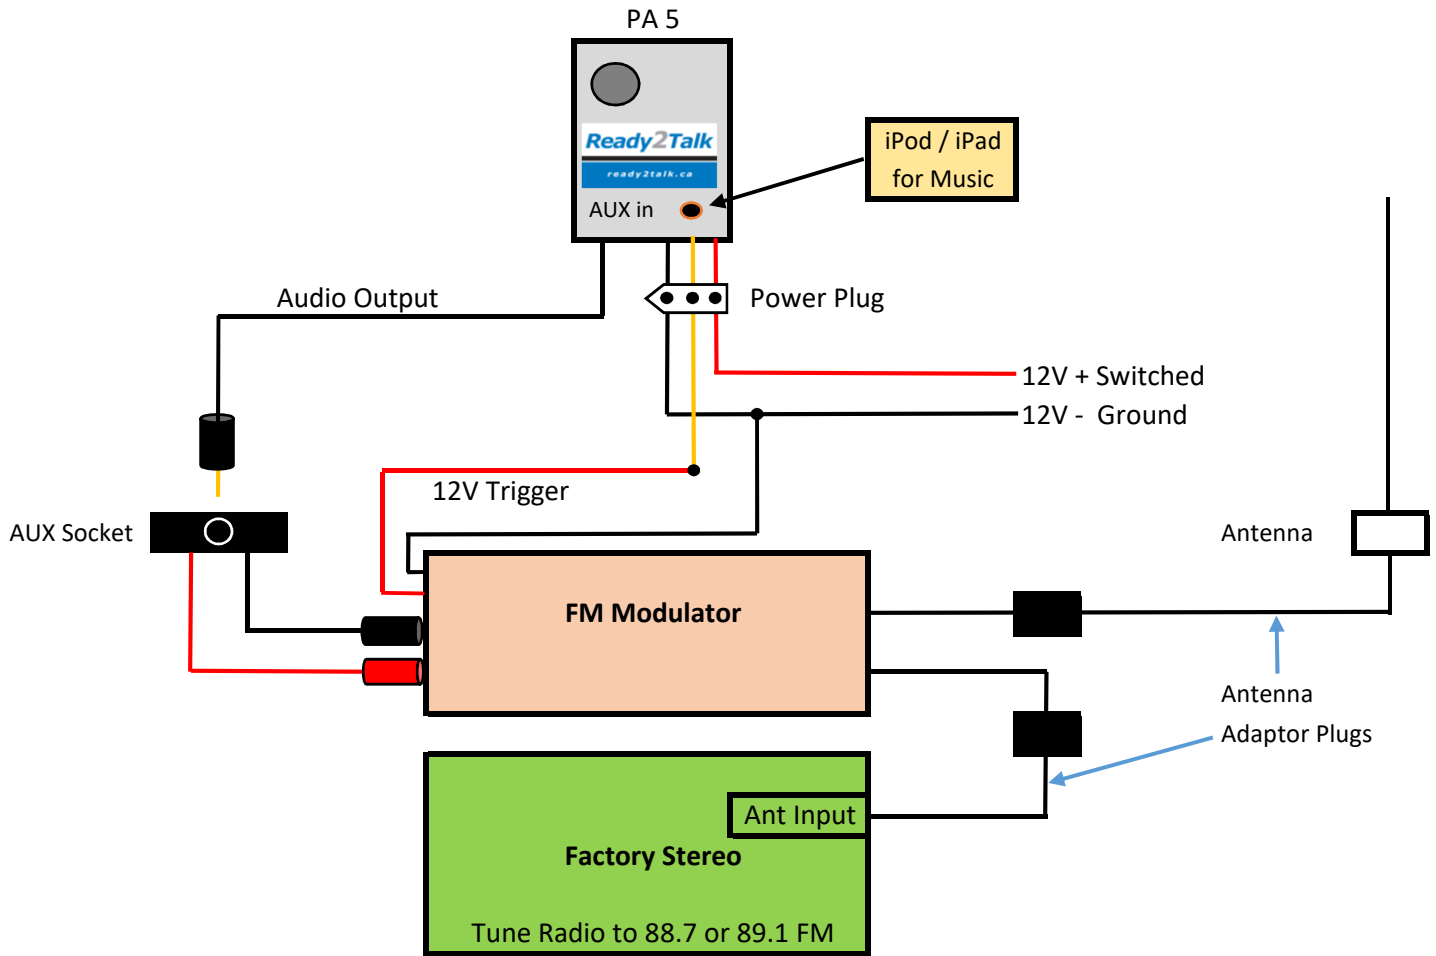 PA 5
Ready2Talk
ready2talk.ca
AUX in
iPod / iPad
for Music
Audio Output
Power Plug
12V + Switched
12V -  Ground
12V Trigger
AUX Socket
Antenna
FM Modulator
Antenna
Adaptor Plugs
Ant Input
Factory Stereo
Tune Radio to 88.7 or 89.1 FM